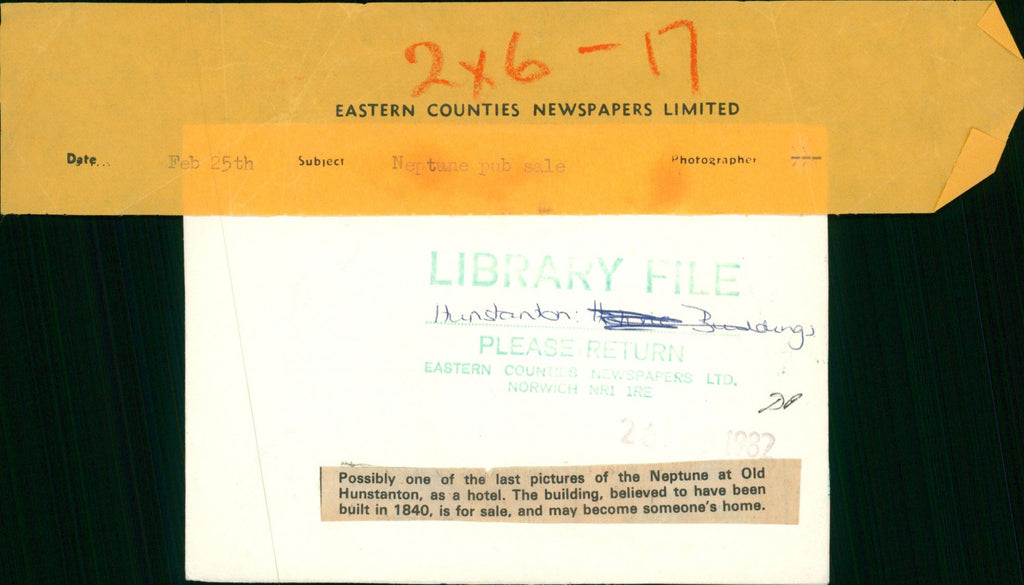 2x6 - 17
EASTERN COUNTIES NEWSPAPERS LIMITED
Date... Feb 25th Subject Neptune pub sale Photographer ---
LIBRARY FILE
Hunstanton: Buildings
PLEASE RETURN
EASTERN COUNTIES NEWSPAPERS LTD.
NORWICH NR1 1RE
26 1982
Possibly one of the last pictures of the Neptune at Old
Hunstanton, as a hotel. The building, believed to have been
built in 1840, is for sale, and may become someone's home.